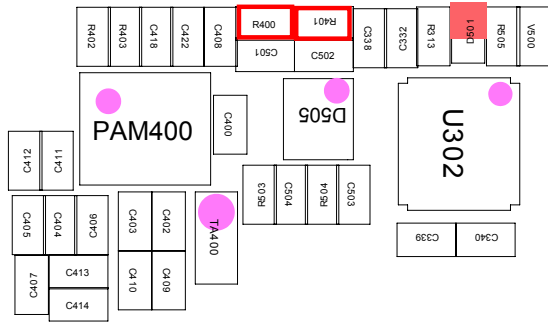 R402
R403
C418
C422
C408
R400
R401
C501
C502
C338
C332
R313
D501
R505
V500
PAM400
C400
D505
U302
C412
C411
R503
C504
R504
C503
C405
C404
C406
C403
C402
TA400
C339
C340
C407
C413
C414
C410
C409